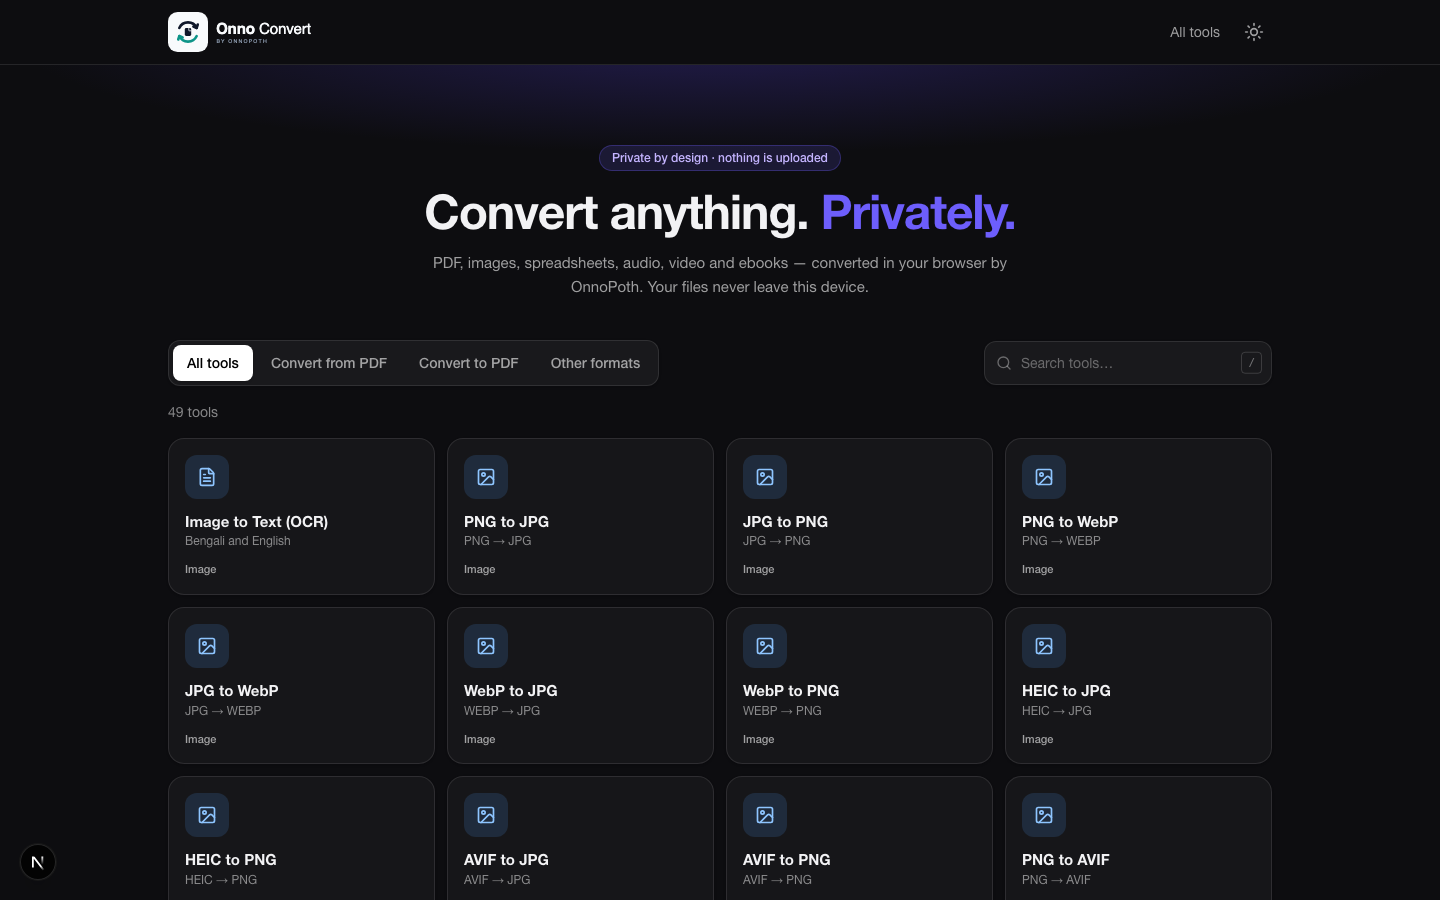 Onno Convert
BY ONNOPOTH
All tools
Private by design · nothing is uploaded
Convert anything. Privately.
PDF, images, spreadsheets, audio, video and ebooks — converted in your browser by
OnnoPoth. Your files never leave this device.
All tools Convert from PDF Convert to PDF Other formats
Search tools... /
49 tools
Image to Text (OCR)
Bengali and English
Image
PNG to JPG
PNG → JPG
Image
JPG to PNG
JPG → PNG
Image
PNG to WebP
PNG → WEBP
Image
JPG to WebP
JPG → WEBP
Image
WebP to JPG
WEBP → JPG
Image
WebP to PNG
WEBP → PNG
Image
HEIC to JPG
HEIC → JPG
Image
HEIC to PNG
HEIC → PNG
AVIF to JPG
AVIF → JPG
AVIF to PNG
AVIF → PNG
PNG to AVIF
PNG → AVIF
N